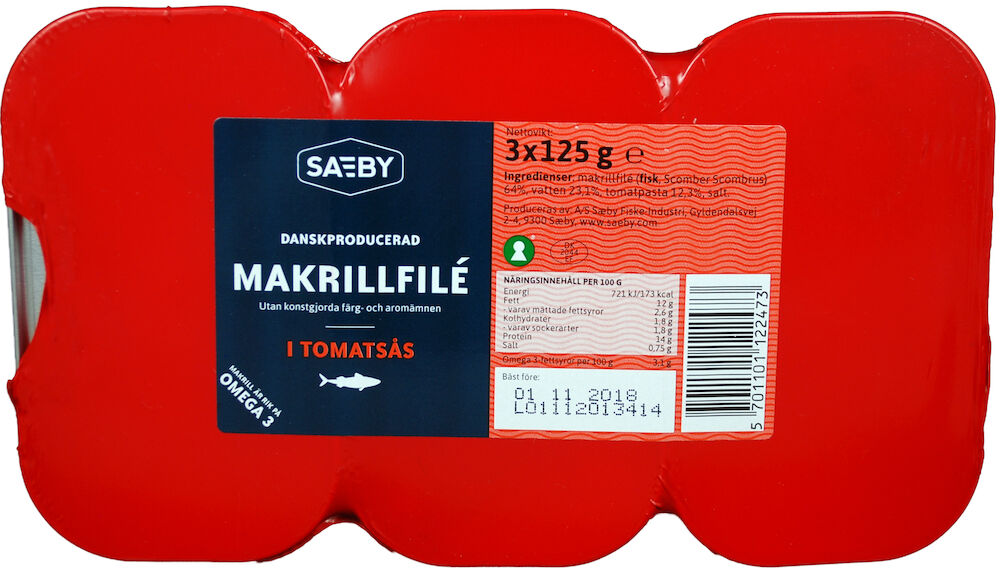 SAEBY
DANSKPRODUCERAD
MAKRILLFILÉ
Utan konstgjorda färg- och aromämnen
I TOMATSÅS
MAKRILL ÄR RIK PÅ
OMEGA 3
Nettovikt:
3x125 g ℮
Ingredienser: makrillfilé (fisk, Scomber Scombrus)
64%, vatten 23,1%, tomatpasta 12,3%, salt.
Produceras av: A/S Sæby Fiske-Industri, Gyldendalsvej
2-4, 9300 Sæby, www.saeby.com
DK
2044
EF
NÄRINGSINNEHÅLL PER 100 G
Energi 721 kJ/173 kcal
Fett 12 g
- varav mättade fettsyror 2,6 g
Kolhydrater 1,8 g
- varav sockerarter 1,8 g
Protein 14 g
Salt 0,75 g
Omega 3-fettsyror per 100 g 3,1 g
Bäst före:
01 11 2018
L01112013414
5 701101 122473